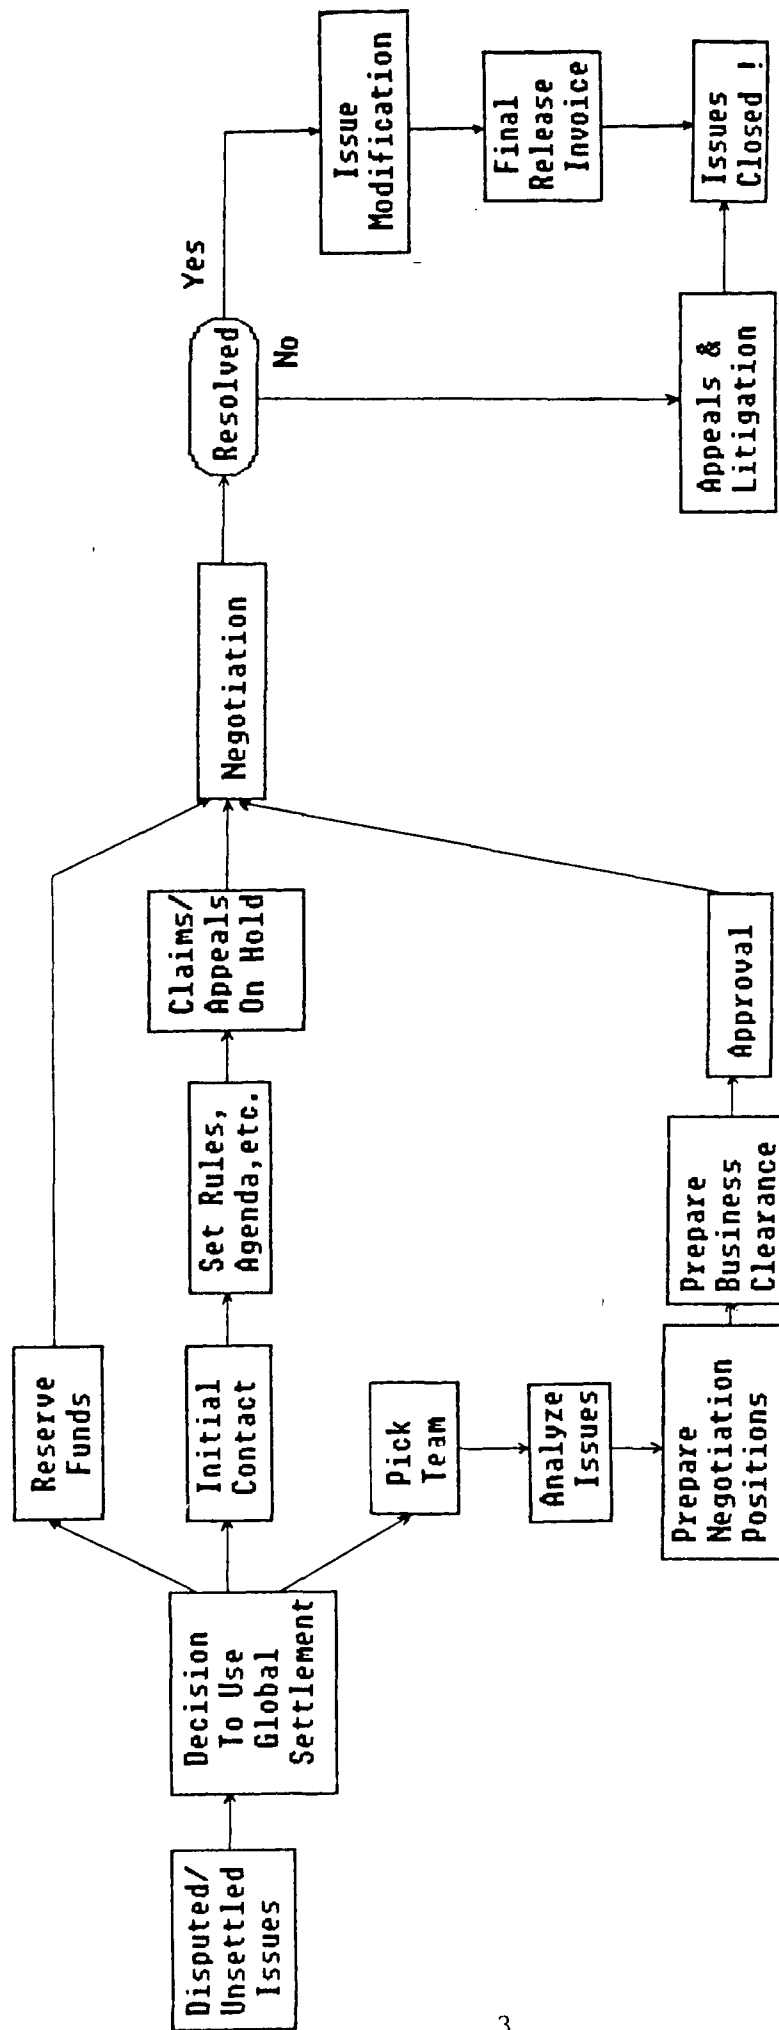 Disputed/
Unsettled
Issues
Decision
To Use
Global
Settlement
Reserve
Funds
Initial
Contact
Set Rules,
Agenda,etc.
Claims/
Appeals
On Hold
Pick
Team
Analyze
Issues
Prepare
Negotiation
Positions
Prepare
Business
Clearance
Approval
Negotiation
Resolved
Yes
No
Issue
Modification
Final
Release
Invoice
Appeals &
Litigation
Issues
Closed !
3